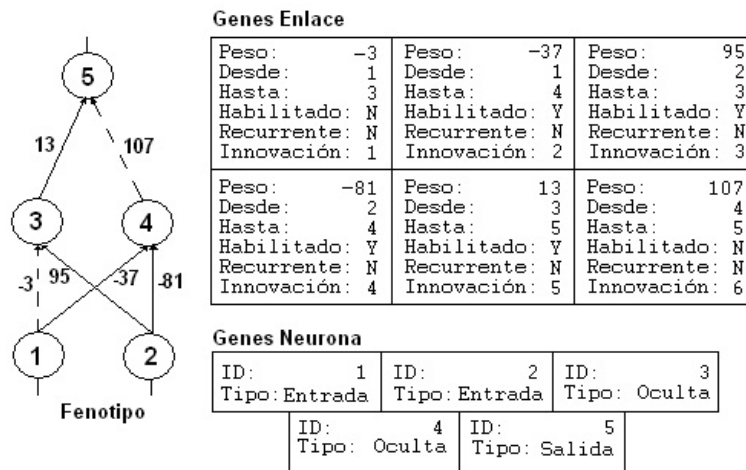 Genes Enlace
Peso: -3 Peso: -37 Peso: 95
Desde: 1 Desde: 1 Desde: 2
Hasta: 3 Hasta: 4 Hasta: 3
Habilitado: N Habilitado: Y Habilitado: Y
Recurrente: N Recurrente: N Recurrente: N
Innovación: 1 Innovación: 2 Innovación: 3
Peso: -81 Peso: 13 Peso: 107
Desde: 2 Desde: 3 Desde: 4
Hasta: 4 Hasta: 5 Hasta: 5
Habilitado: Y Habilitado: Y Habilitado: N
Recurrente: N Recurrente: N Recurrente: N
Innovación: 4 Innovación: 5 Innovación: 6
5
13 107
3 4
-3 95 -37 -81
1 2
Fenotipo
Genes Neurona
ID: 1 ID: 2 ID: 3
Tipo: Entrada Tipo: Entrada Tipo: Oculta
ID: 4 ID: 5
Tipo: Oculta Tipo: Salida